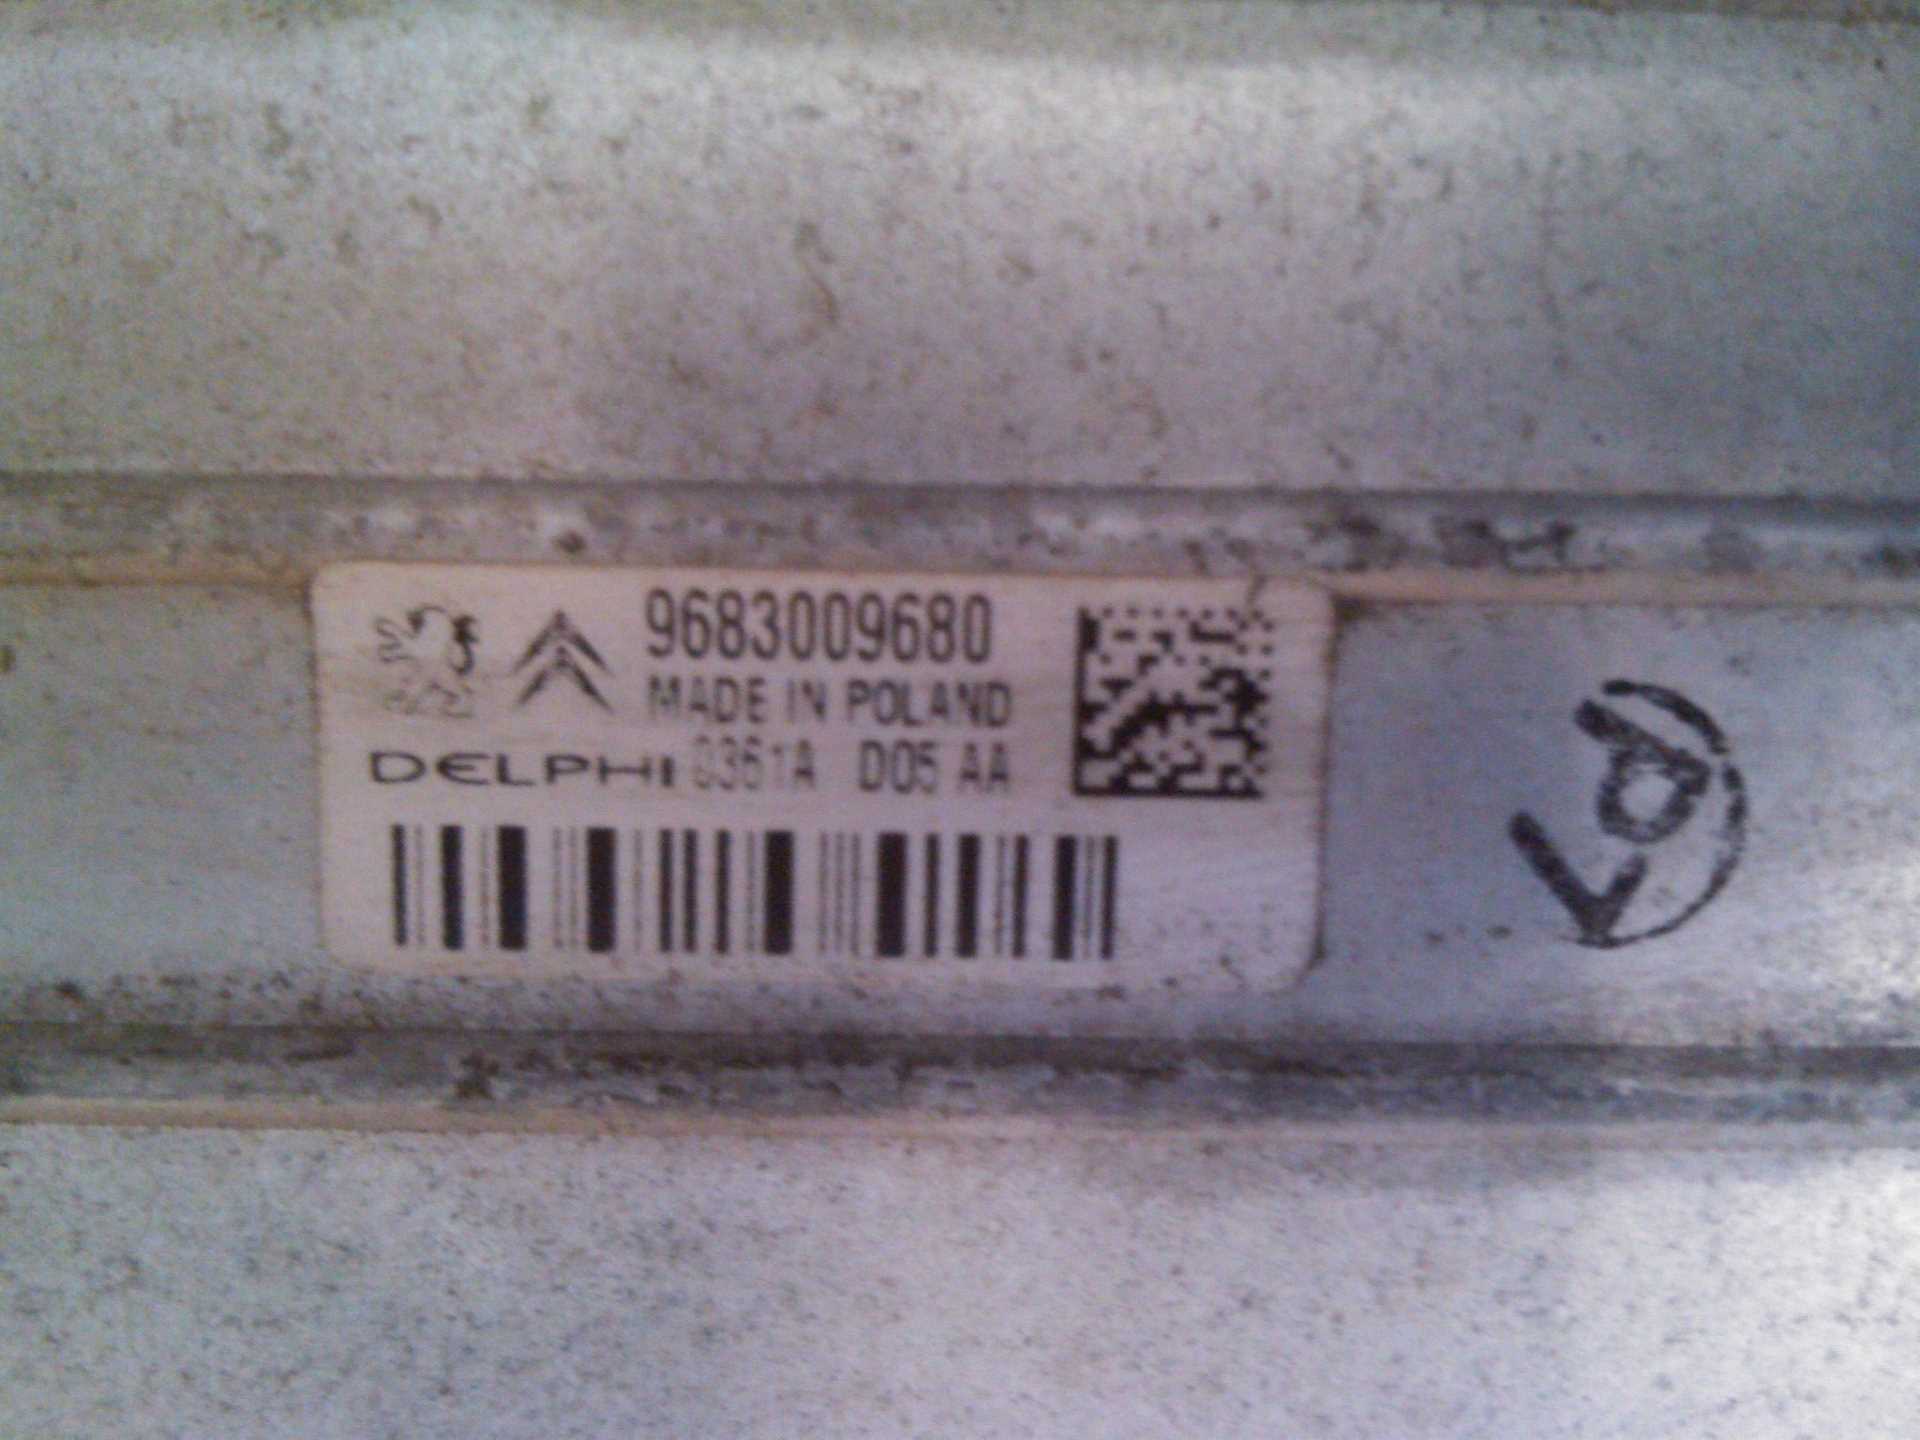 9683009680
MADE IN POLAND
DELPHI 0361A D05 AA